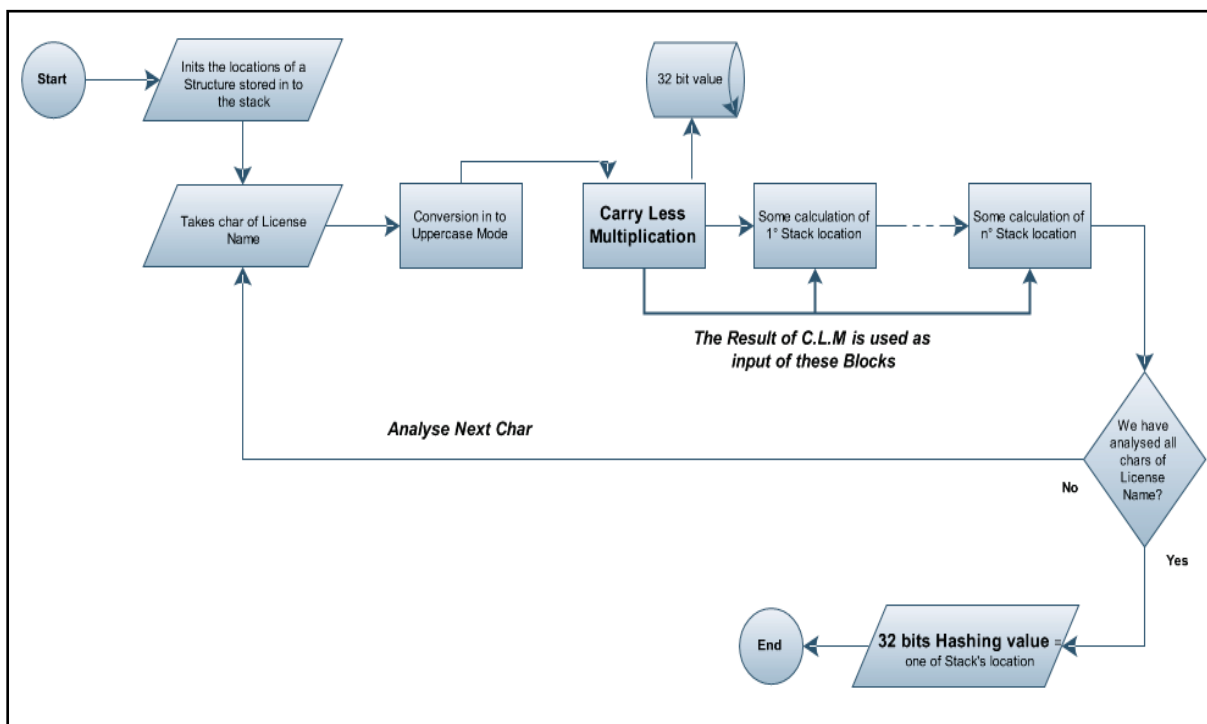 Start
Inits the locations of a
Structure stored in to
the stack
32 bit value
Takes char of License
Name
Conversion in to
Uppercase Mode
Carry Less
Multiplication
Some calculation of
1° Stack location
Some calculation of
n° Stack location
The Result of C.L.M is used as
input of these Blocks
Analyse Next Char
We have
analysed all
chars of
License
Name?
No
Yes
32 bits Hashing value =
one of Stack's location
End